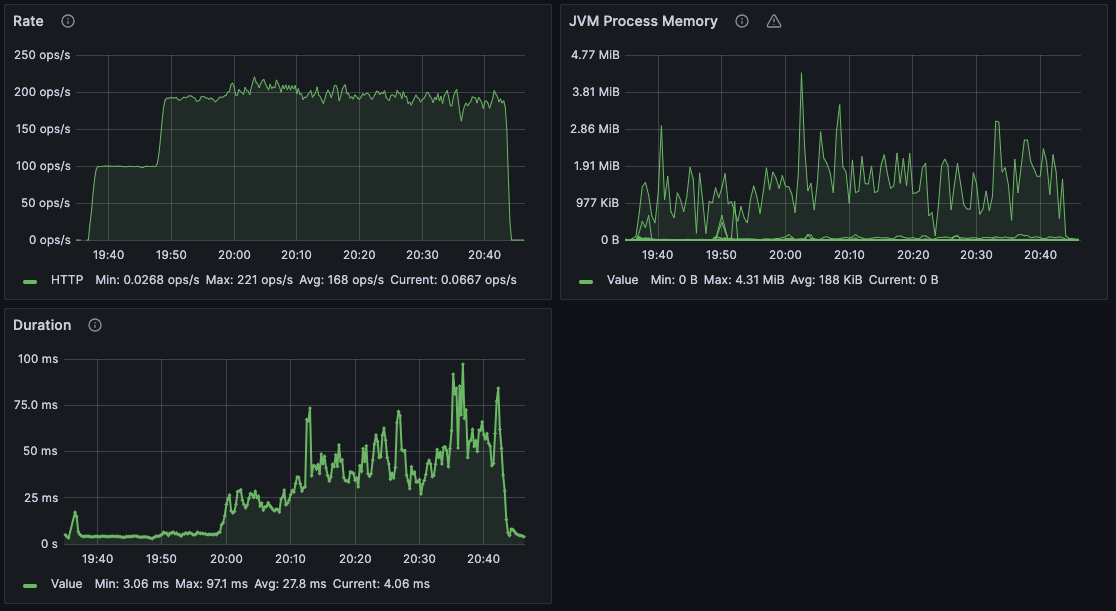 Rate
250 ops/s
200 ops/s
150 ops/s
100 ops/s
50 ops/s
0 ops/s
19:40 19:50 20:00 20:10 20:20 20:30 20:40
HTTP Min: 0.0268 ops/s Max: 221 ops/s Avg: 168 ops/s Current: 0.0667 ops/s
JVM Process Memory
4.77 MiB
3.81 MiB
2.86 MiB
1.91 MiB
977 KiB
0 B
19:40 19:50 20:00 20:10 20:20 20:30 20:40
Value Min: 0 B Max: 4.31 MiB Avg: 188 KiB Current: 0 B
Duration
100 ms
75.0 ms
50 ms
25 ms
0 s
19:40 19:50 20:00 20:10 20:20 20:30 20:40
Value Min: 3.06 ms Max: 97.1 ms Avg: 27.8 ms Current: 4.06 ms